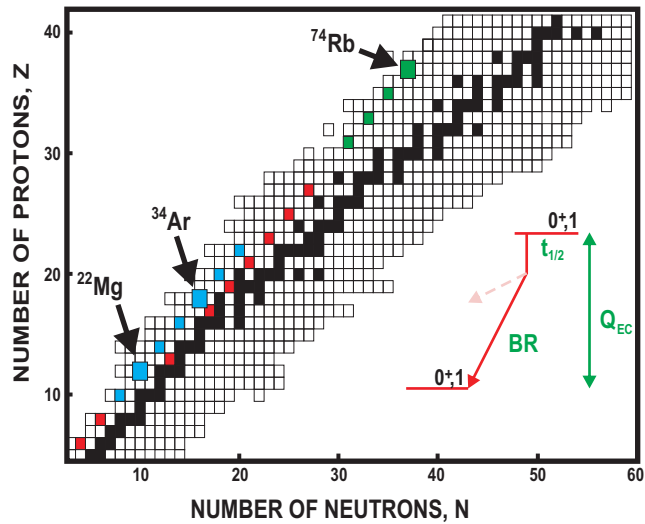 NUMBER OF PROTONS, Z
40
30
20
10
⁷⁴Rb
³⁴Ar
²²Mg
0⁺,1
t₁/₂
BR
Q_EC
0⁺,1
10
20
30
40
50
60
NUMBER OF NEUTRONS, N